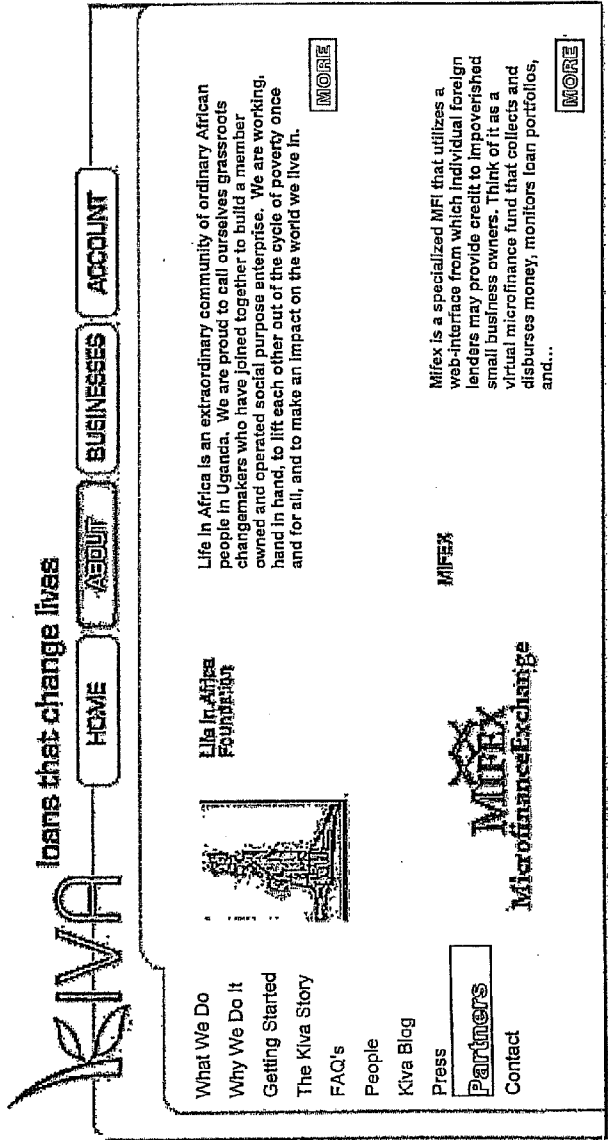 KIVA
loans that change lives
HOME
ABOUT
BUSINESSES
ACCOUNT
What We Do
Why We Do It
Getting Started
The Kiva Story
FAQ's
People
Kiva Blog
Press
Partners
Contact
Life In Africa
Foundation
Life In Africa is an extraordinary community of ordinary African
people in Uganda. We are proud to call ourselves grassroots
changemakers who have joined together to build a member
owned and operated social purpose enterprise. We are working,
hand in hand, to lift each other out of the cycle of poverty once
and for all, and to make an impact on the world we live in.
MORE
MIFEX
MicrofinanceExchange
MIFEX
Mifex is a specialized MFI that utilizes a
web-interface from which individual foreign
lenders may provide credit to impoverished
small business owners. Think of it as a
virtual microfinance fund that collects and
disburses money, monitors loan portfolios,
and...
MORE